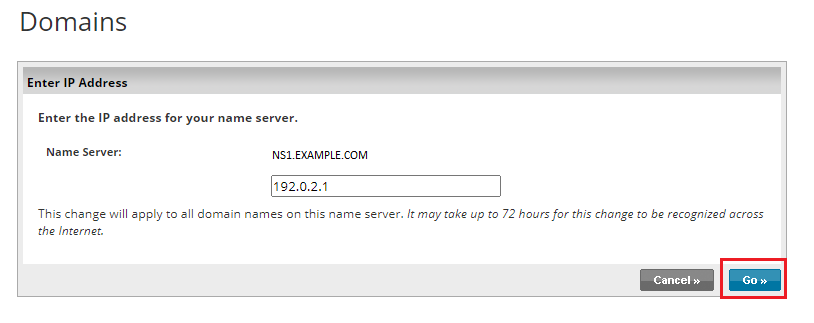 Domains
Enter IP Address
Enter the IP address for your name server.
Name Server:
NS1.EXAMPLE.COM
192.0.2.1
This change will apply to all domain names on this name server. It may take up to 72 hours for this change to be recognized across
the Internet.
Cancel »
Go »